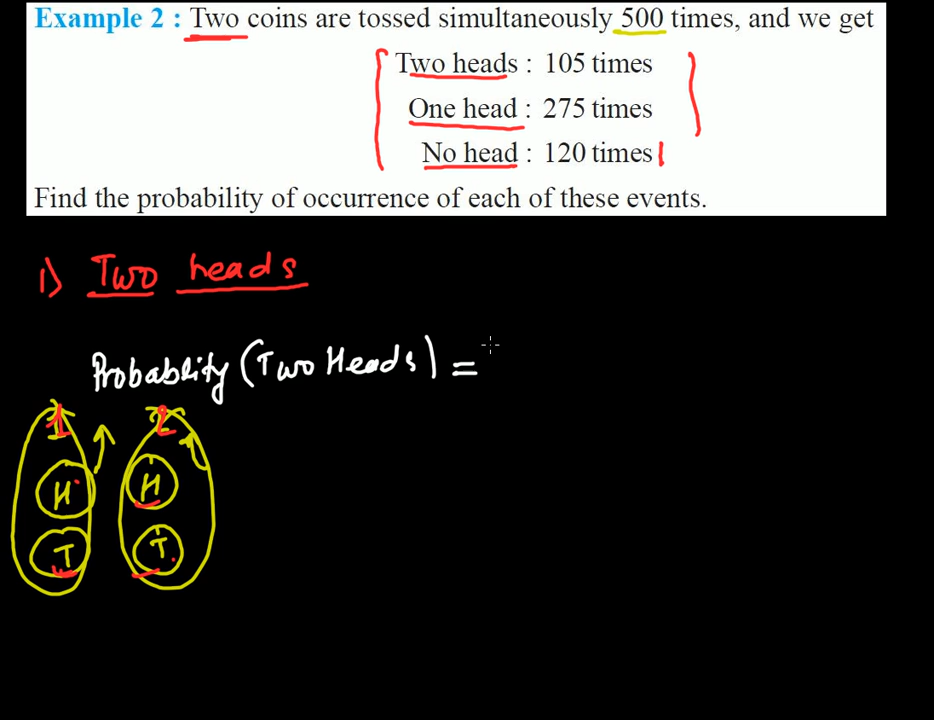 Example 2 : Two coins are tossed simultaneously 500 times, and we get
Two heads : 105 times
One head : 275 times
No head : 120 times
Find the probability of occurrence of each of these events.
1) Two heads
Probablity (Two Heads) =
1 2
H H
T T